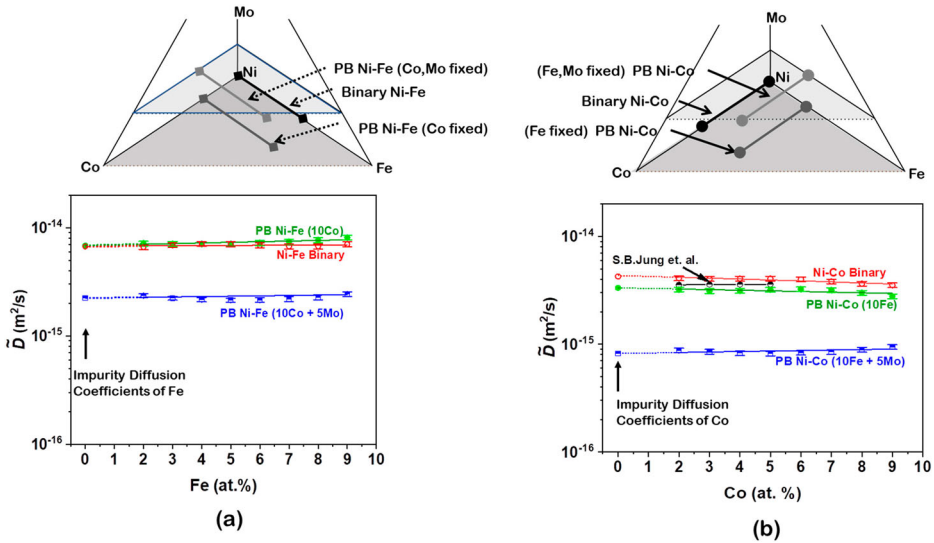 Mo
Ni
PB Ni-Fe (Co,Mo fixed)
Binary Ni-Fe
PB Ni-Fe (Co fixed)
Co
Fe
10⁻¹⁴
10⁻¹⁵
10⁻¹⁶
D̃ (m²/s)
PB Ni-Fe (10Co)
Ni-Fe Binary
PB Ni-Fe (10Co + 5Mo)
Impurity Diffusion
Coefficients of Fe
0 1 2 3 4 5 6 7 8 9 10
Fe (at.%)
(a)
Mo
Ni
(Fe,Mo fixed) PB Ni-Co
Binary Ni-Co
(Fe fixed) PB Ni-Co
Co
Fe
10⁻¹⁴
10⁻¹⁵
10⁻¹⁶
D̃ (m²/s)
S.B.Jung et. al.
Ni-Co Binary
PB Ni-Co (10Fe)
PB Ni-Co (10Fe + 5Mo)
Impurity Diffusion
Coefficients of Co
0 1 2 3 4 5 6 7 8 9 10
Co (at. %)
(b)